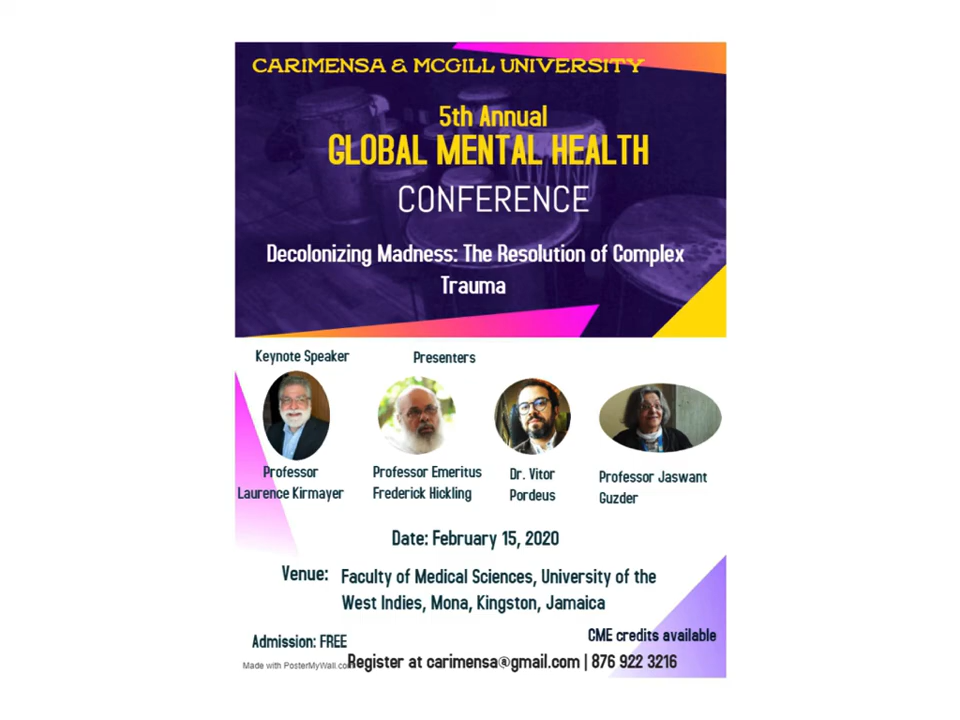 CARIMENSA & MCGILL UNIVERSITY
5th Annual
GLOBAL MENTAL HEALTH
CONFERENCE
Decolonizing Madness: The Resolution of Complex
Trauma
Keynote Speaker
Presenters
Professor
Laurence Kirmayer
Professor Emeritus
Frederick Hickling
Dr. Vitor
Pordeus
Professor Jaswant
Guzder
Date: February 15, 2020
Venue: Faculty of Medical Sciences, University of the
West Indies, Mona, Kingston, Jamaica
CME credits available
Admission: FREE
Made with PosterMyWall.com
Register at carimensa@gmail.com | 876 922 3216